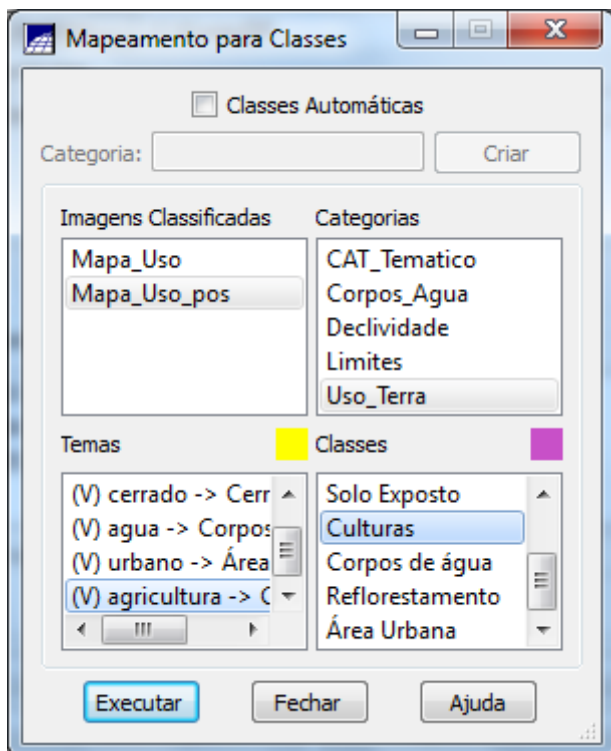 Mapeamento para Classes
Classes Automáticas
Categoria:
Criar
Imagens Classificadas
Categorias
Mapa_Uso
Mapa_Uso_pos
CAT_Tematico
Corpos_Agua
Declividade
Limites
Uso_Terra
Temas
Classes
(V) cerrado -> Cerr
(V) agua -> Corpos
(V) urbano -> Área
(V) agricultura -> C
Solo Exposto
Culturas
Corpos de água
Reflorestamento
Área Urbana
Executar
Fechar
Ajuda